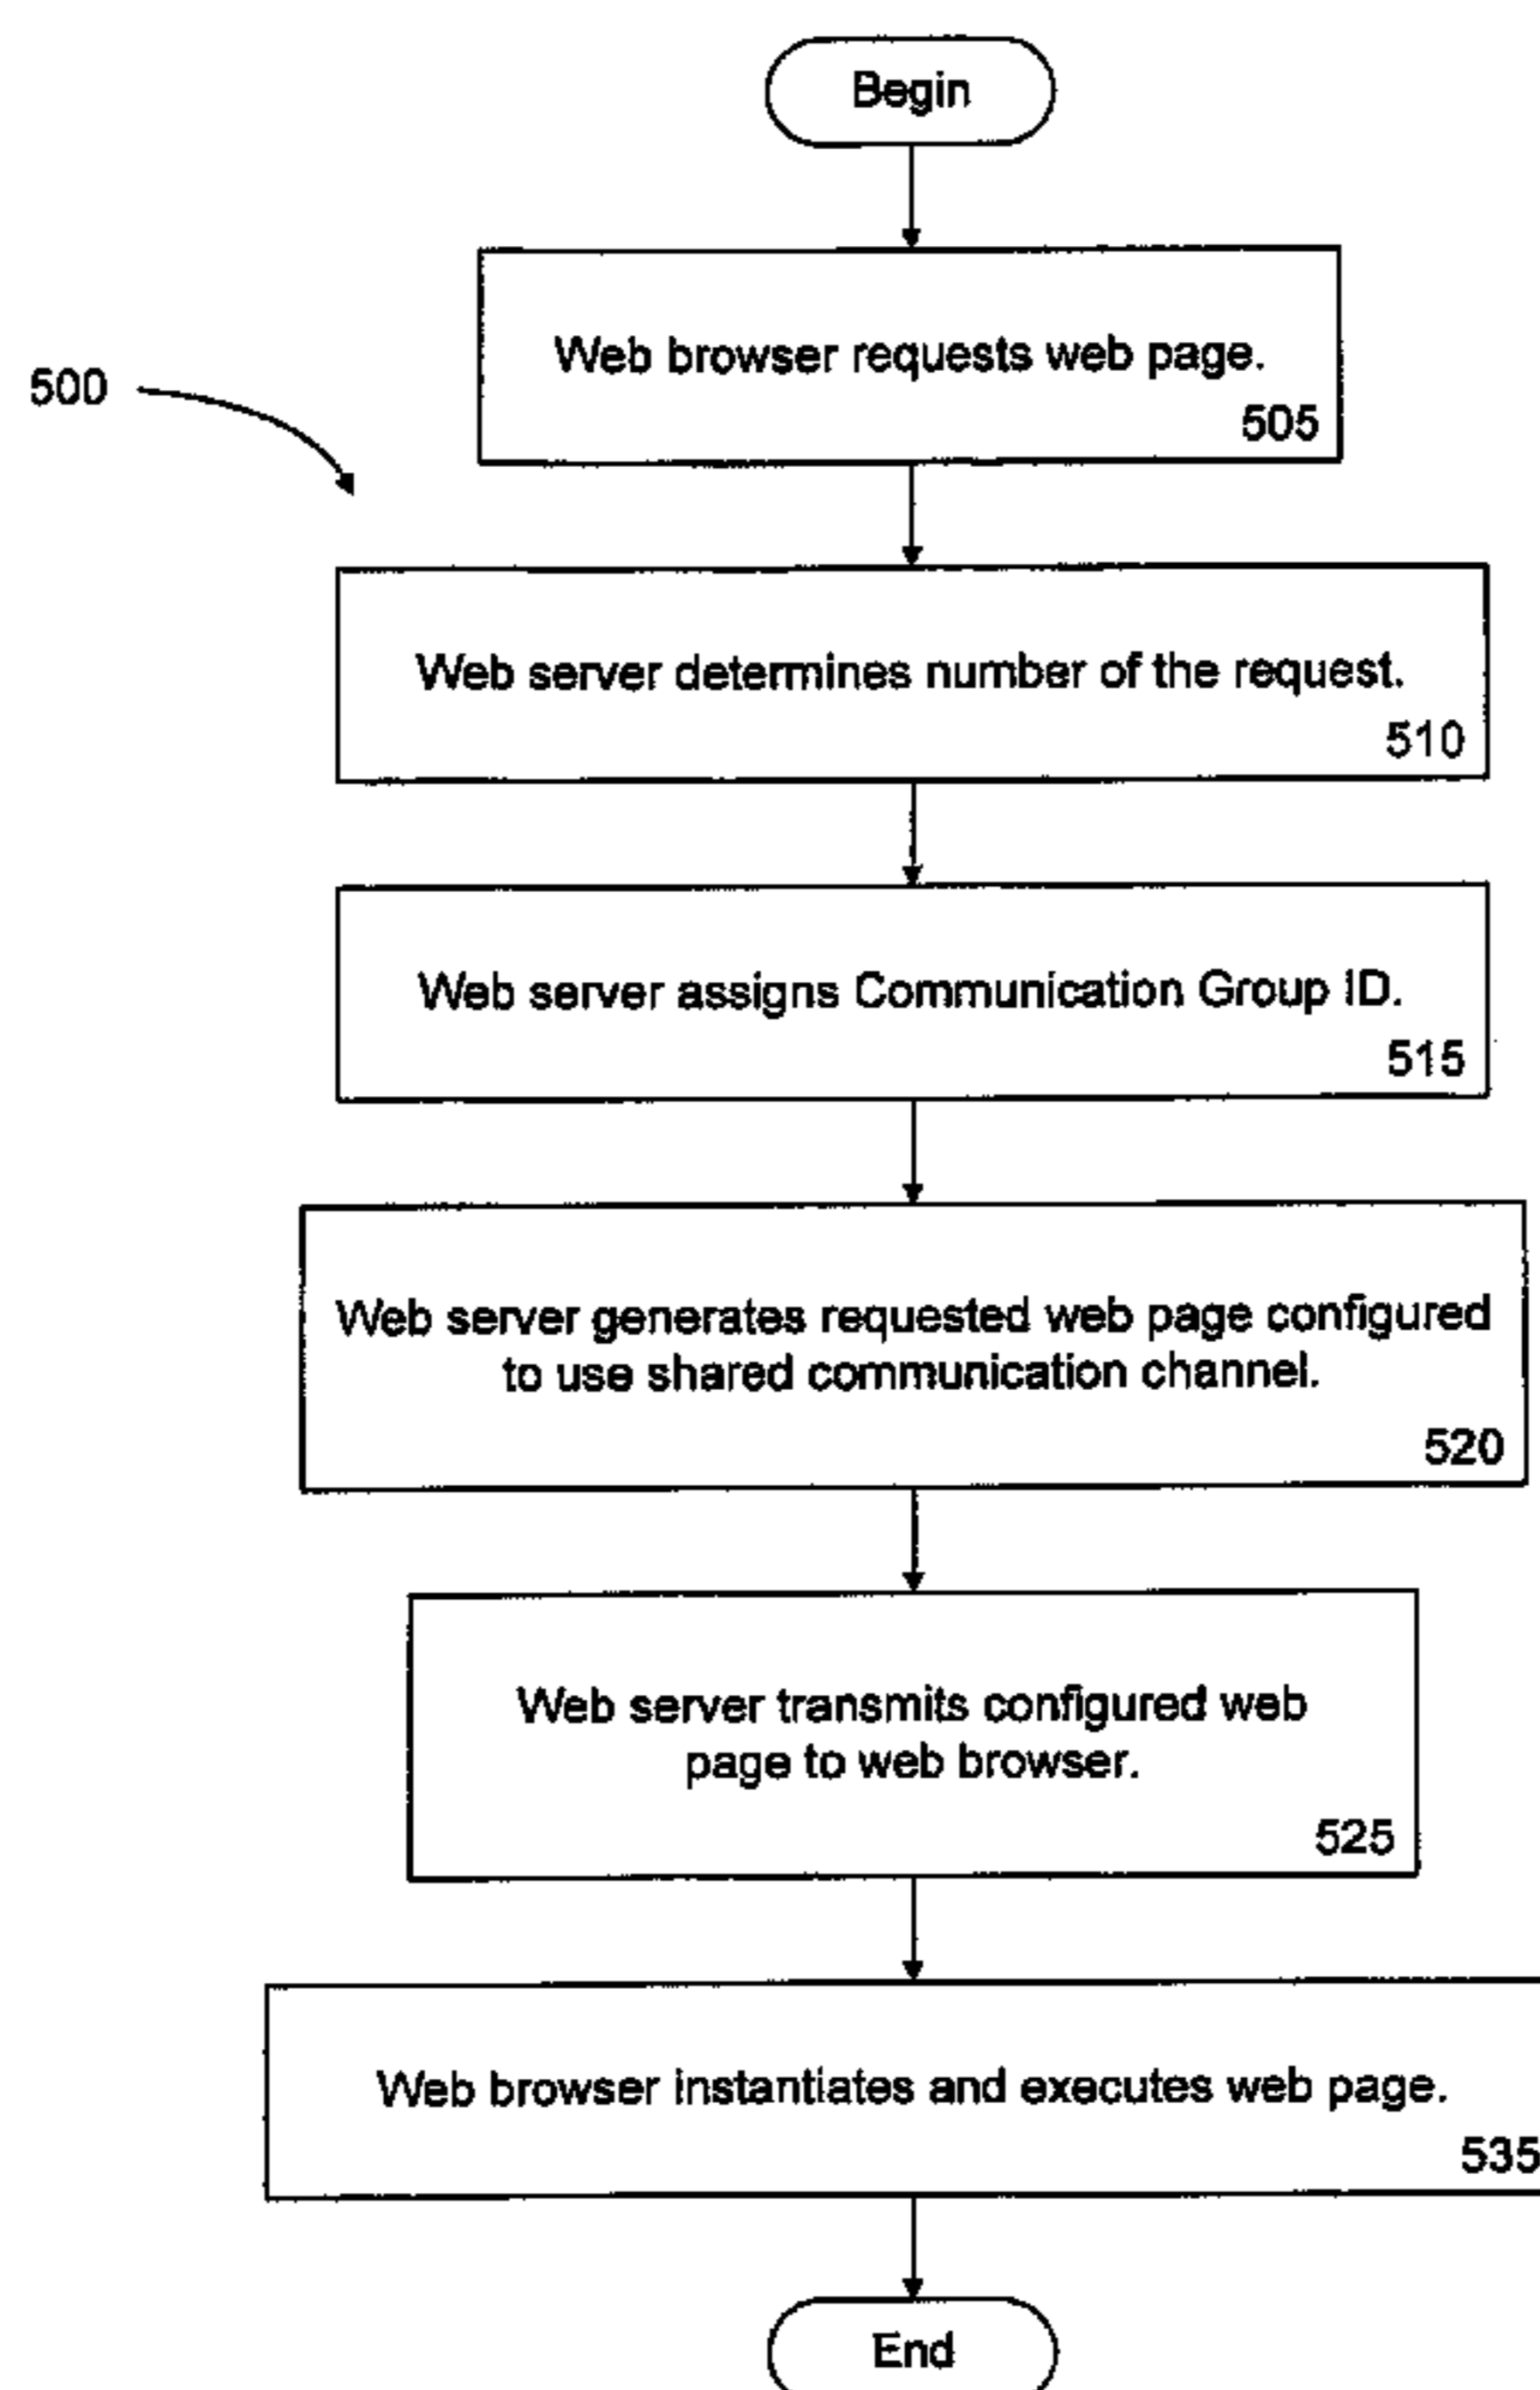 Begin
Web browser requests web page.
505
500
Web server determines number of the request.
510
Web server assigns Communication Group ID.
515
Web server generates requested web page configured
to use shared communication channel.
520
Web server transmits configured web
page to web browser.
525
Web browser instantiates and executes web page.
535
End